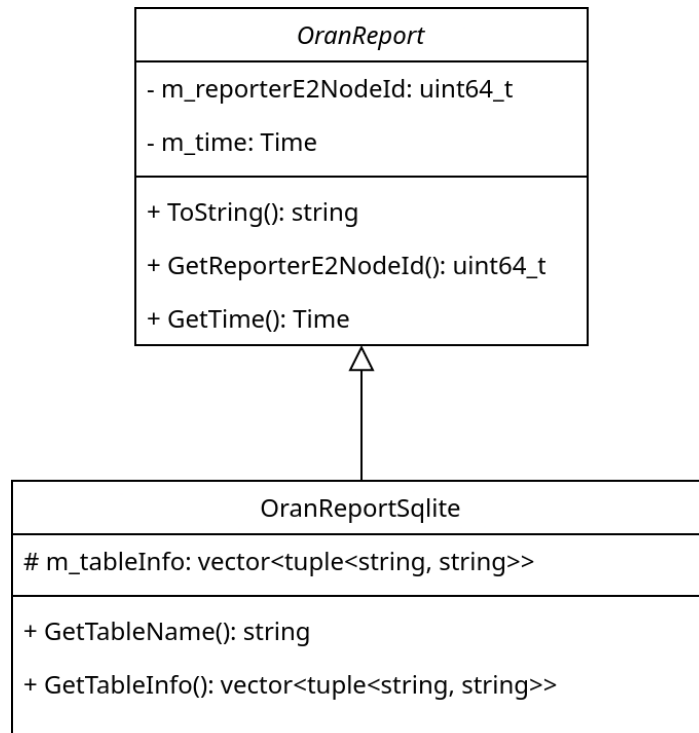 OranReport
- m_reporterE2NodeId: uint64_t
- m_time: Time
+ ToString(): string
+ GetReporterE2NodeId(): uint64_t
+ GetTime(): Time
OranReportSqlite
# m_tableInfo: vector<tuple<string, string>>
+ GetTableName(): string
+ GetTableInfo(): vector<tuple<string, string>>